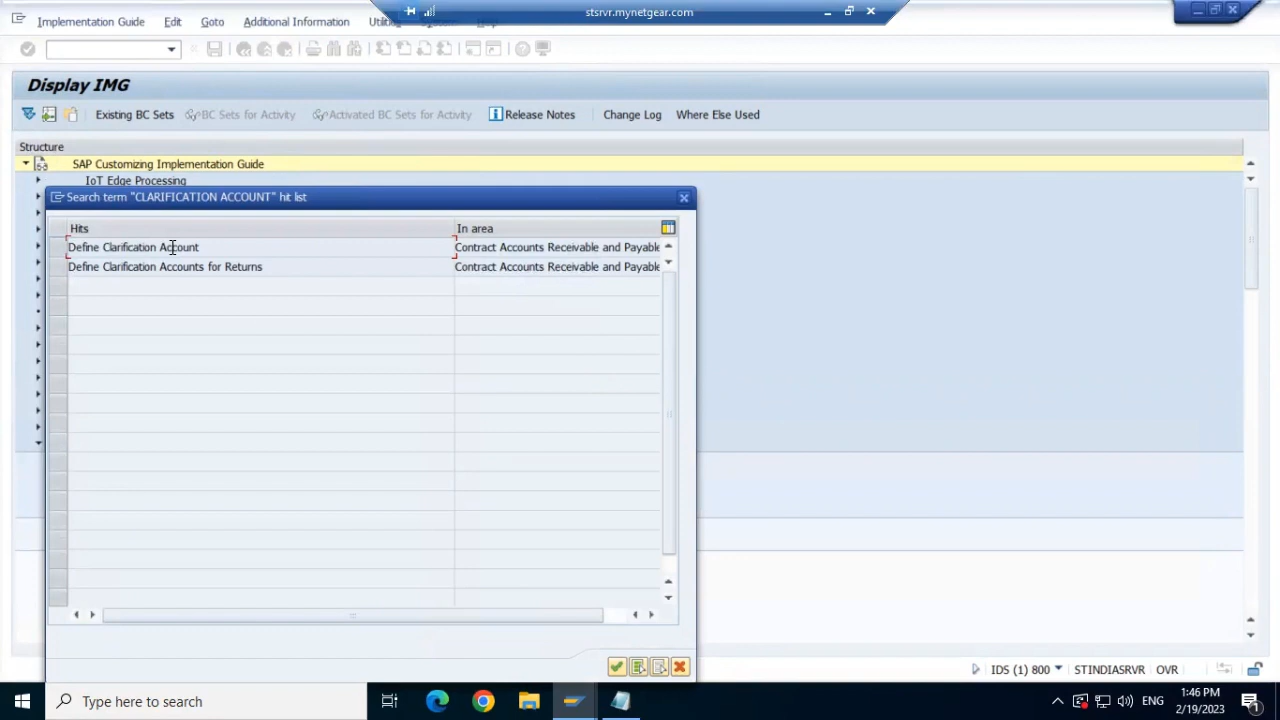 stsrvr.mynetgear.com
Implementation Guide Edit Goto Additional Information
Display IMG
Existing BC Sets BC Sets for Activity Activated BC Sets for Activity Release Notes Change Log Where Else Used
Structure
SAP Customizing Implementation Guide
IoT Edge Processing
Search term "CLARIFICATION ACCOUNT" hit list
Hits In area
Define Clarification Account Contract Accounts Receivable and Payable
Define Clarification Accounts for Returns Contract Accounts Receivable and Payable
IDS (1) 800 STINDIASRVR OVR
Type here to search
ENG
1:46 PM
2/19/2023
1